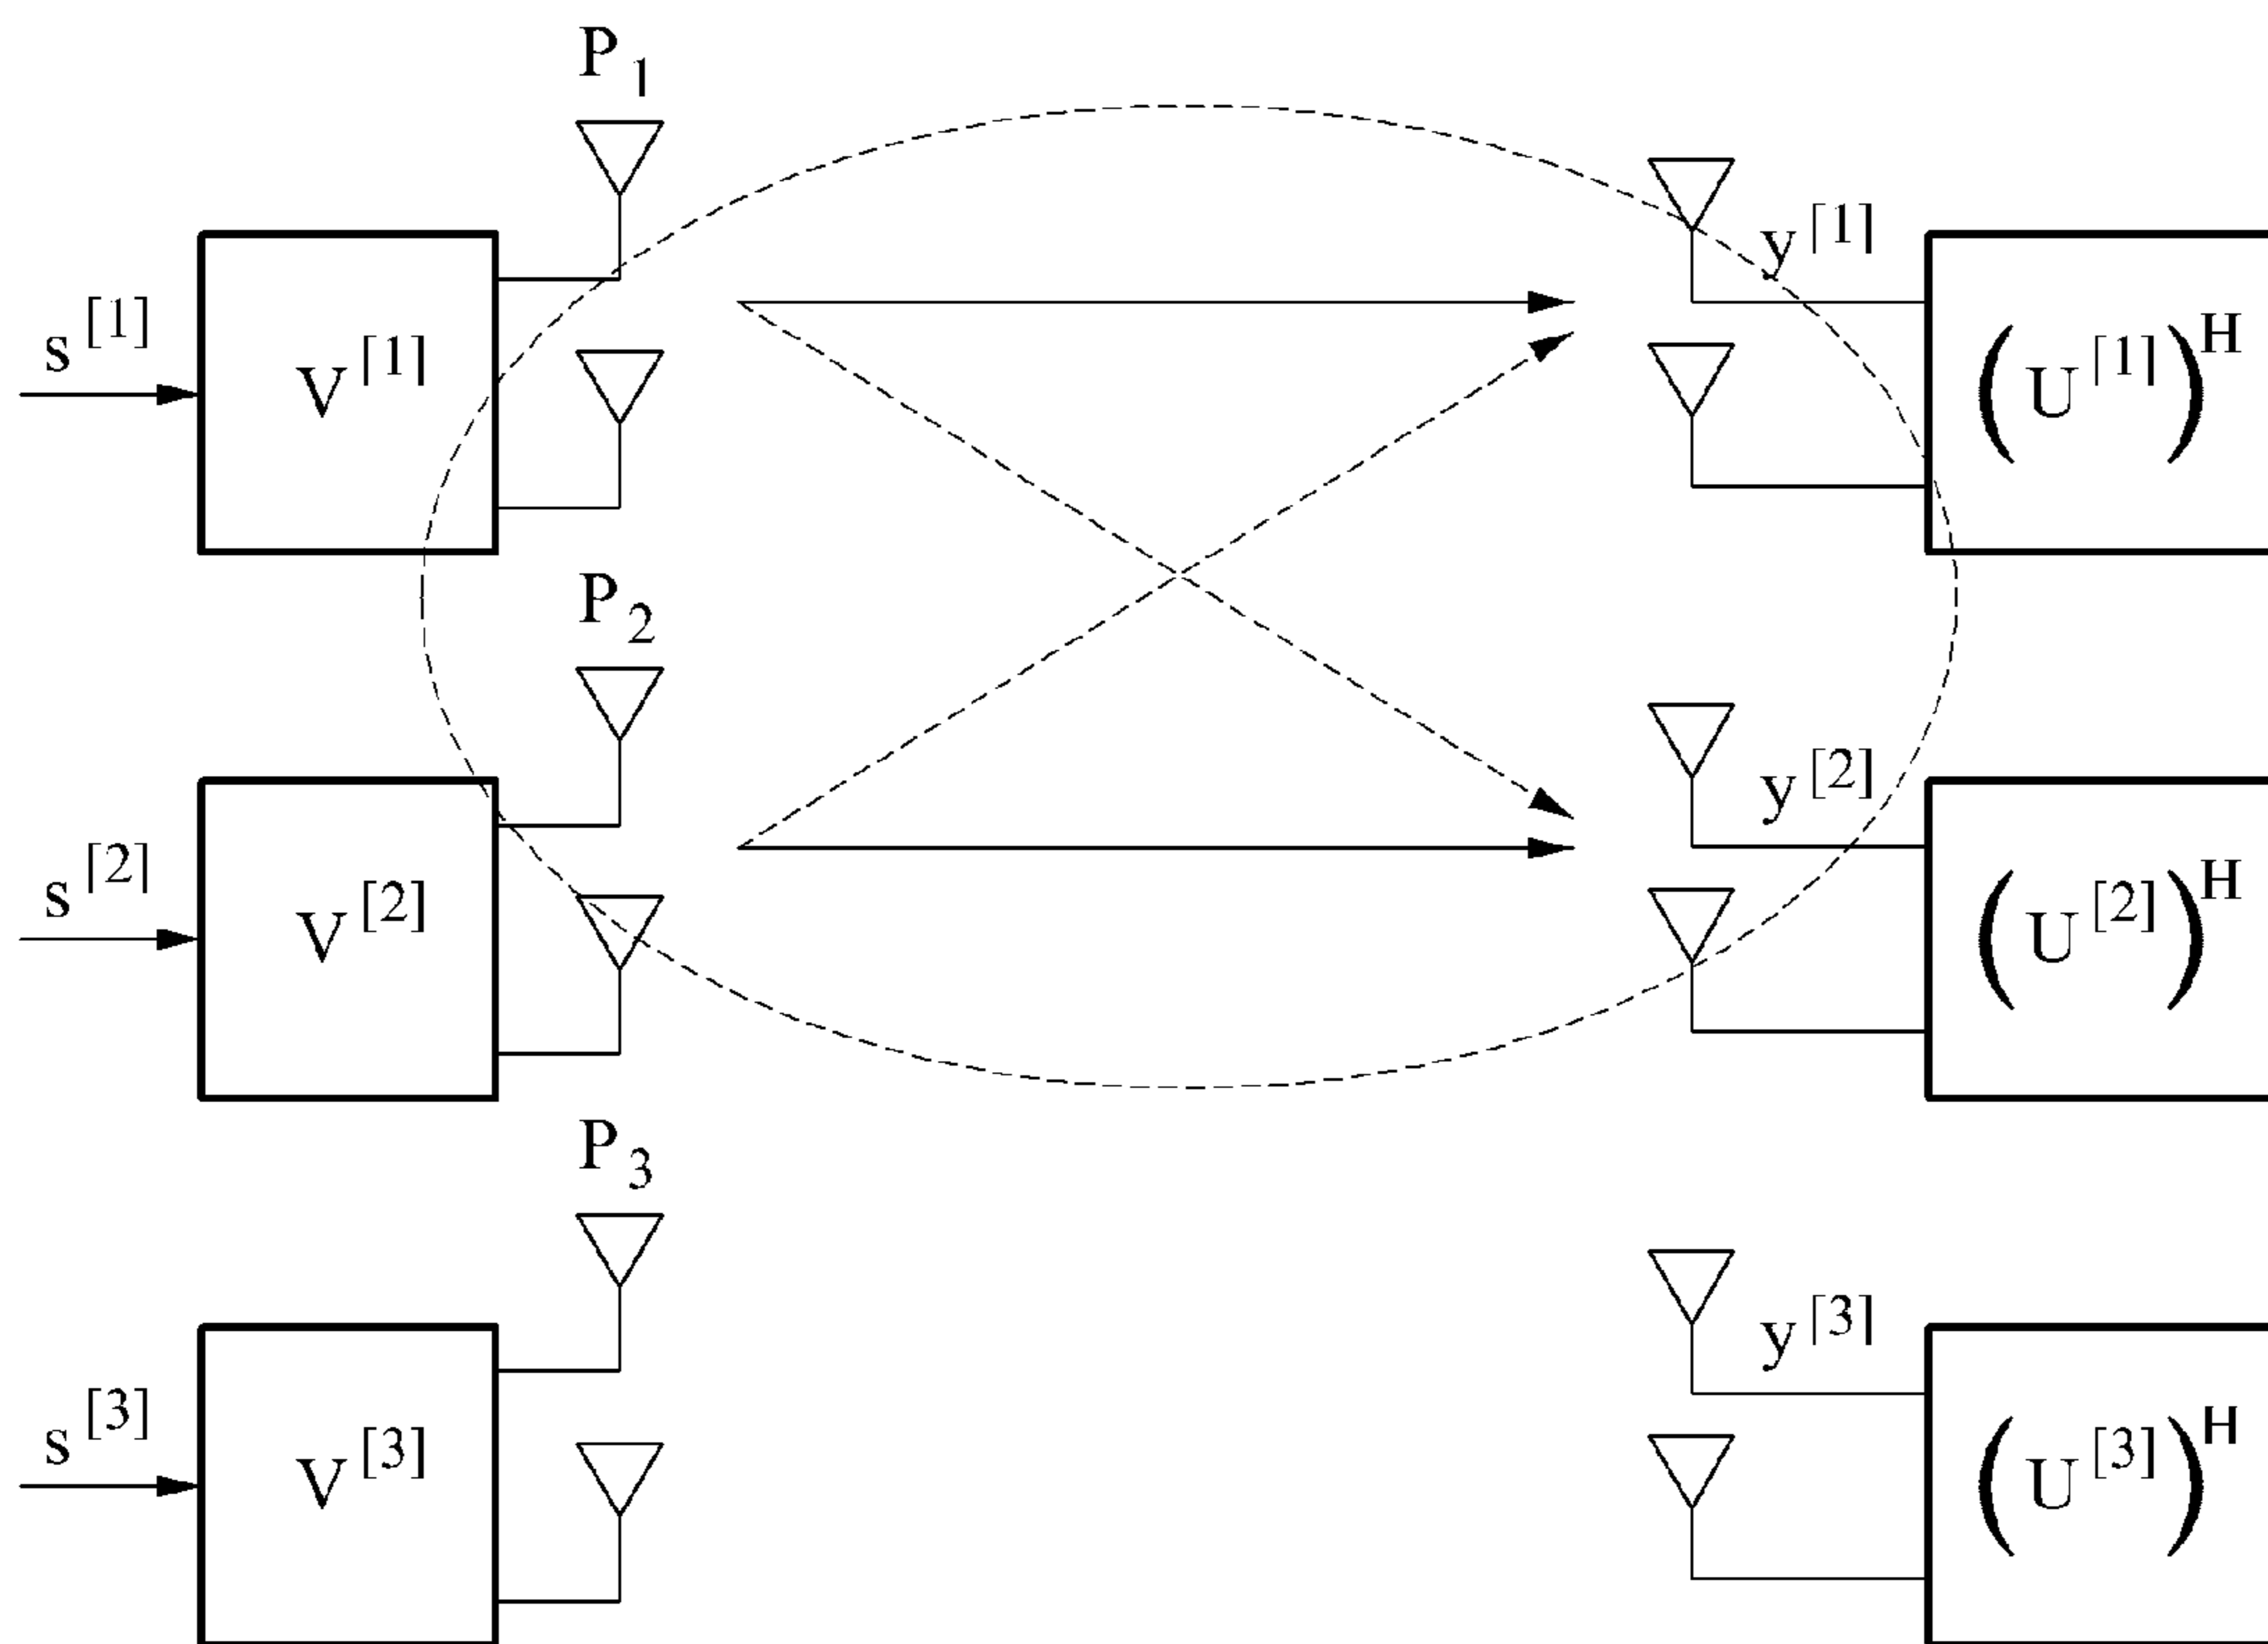 P₁
y^[1]
s^[1] V^[1] (U^[1])^H
P₂
y^[2]
s^[2] V^[2] (U^[2])^H
P₃
y^[3]
s^[3] V^[3] (U^[3])^H